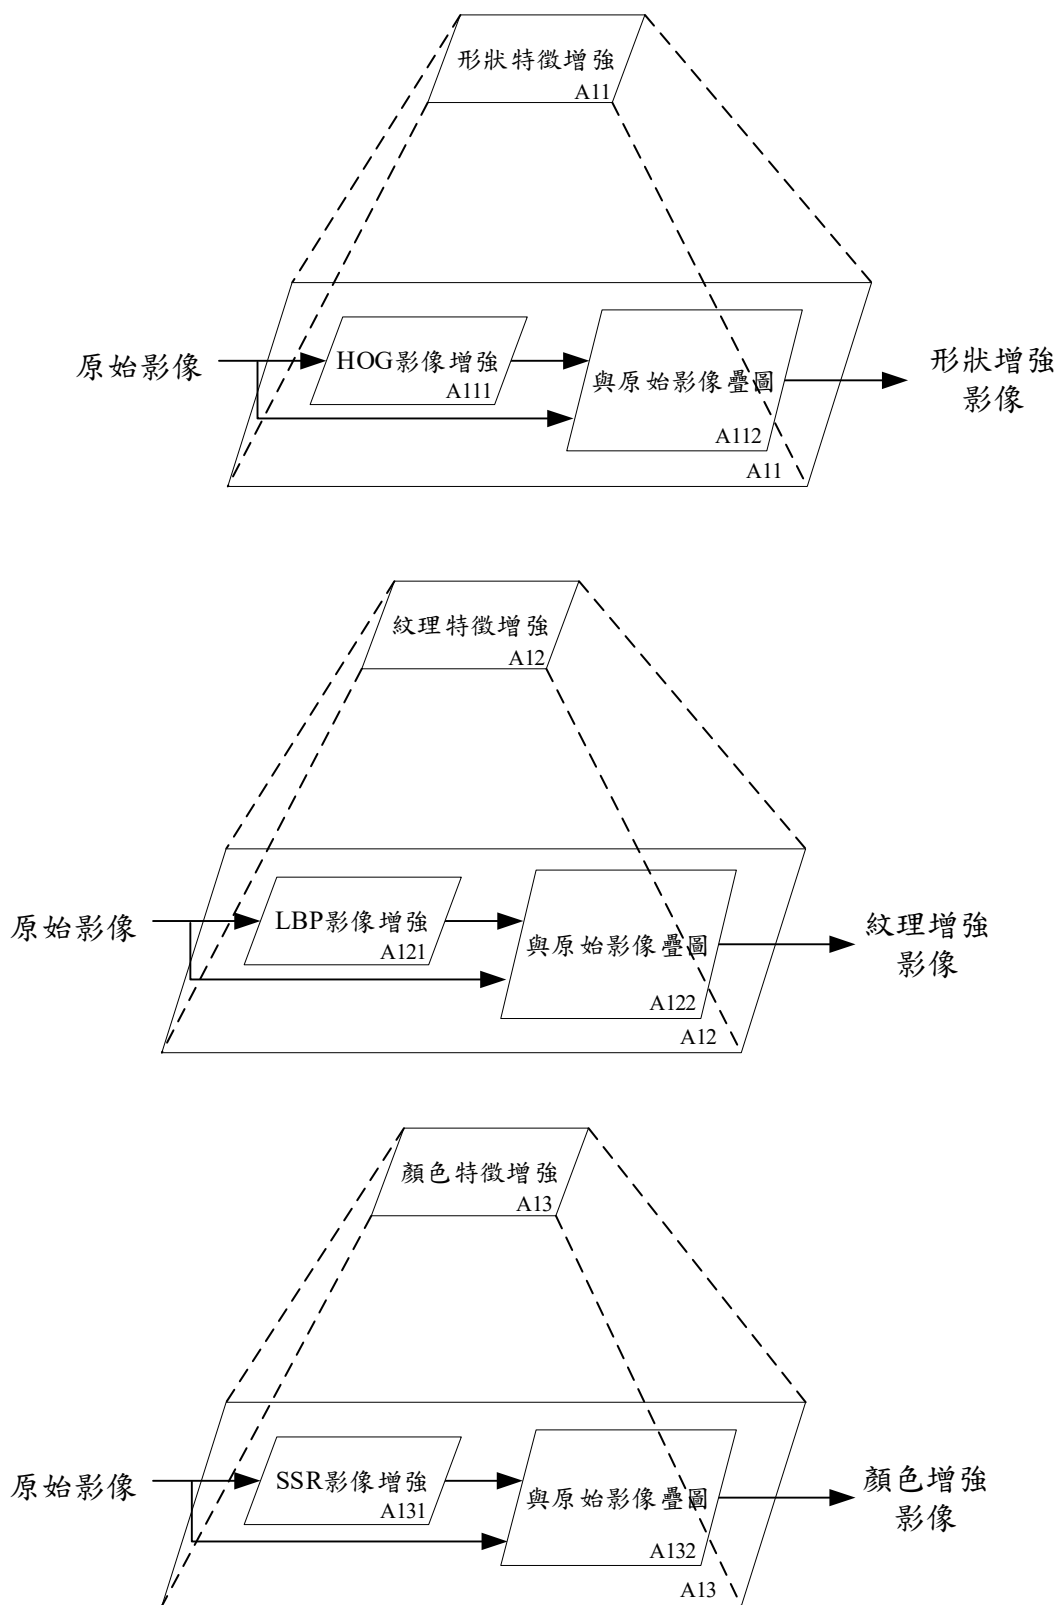 形狀特徵增強
A11
原始影像
HOG影像增強
A111
與原始影像疊圖
A112
A11
形狀增強
影像
紋理特徵增強
A12
原始影像
LBP影像增強
A121
與原始影像疊圖
A122
A12
紋理增強
影像
顏色特徵增強
A13
原始影像
SSR影像增強
A131
與原始影像疊圖
A132
A13
顏色增強
影像